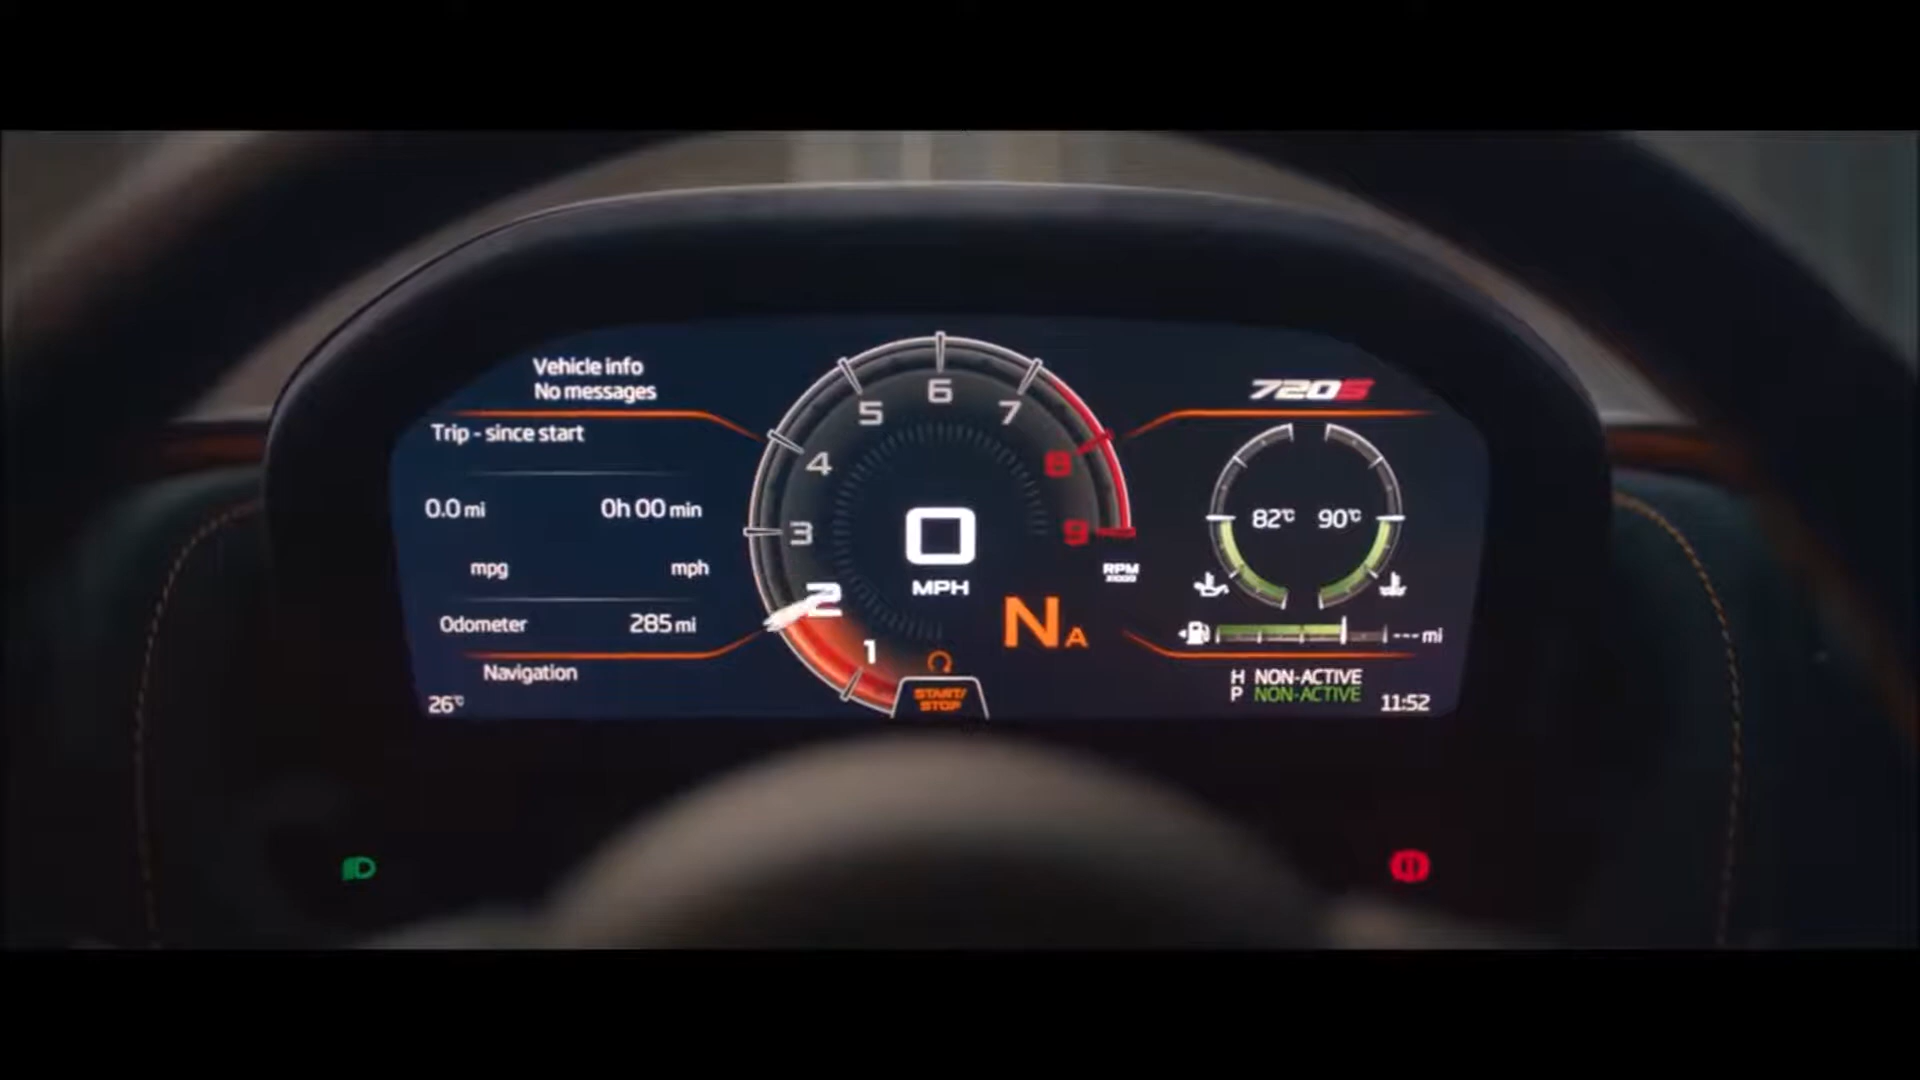 Vehicle info
No messages
Trip - since start
0.0 mi 0h 00 min
mpg mph
Odometer 285 mi
Navigation
26°C
1
2
3
4
5
6
7
8
9
RPM
x1000
0
MPH
N A
START/
STOP
720S
82°C 90°C
--- mi
H NON-ACTIVE
P NON-ACTIVE
11:52